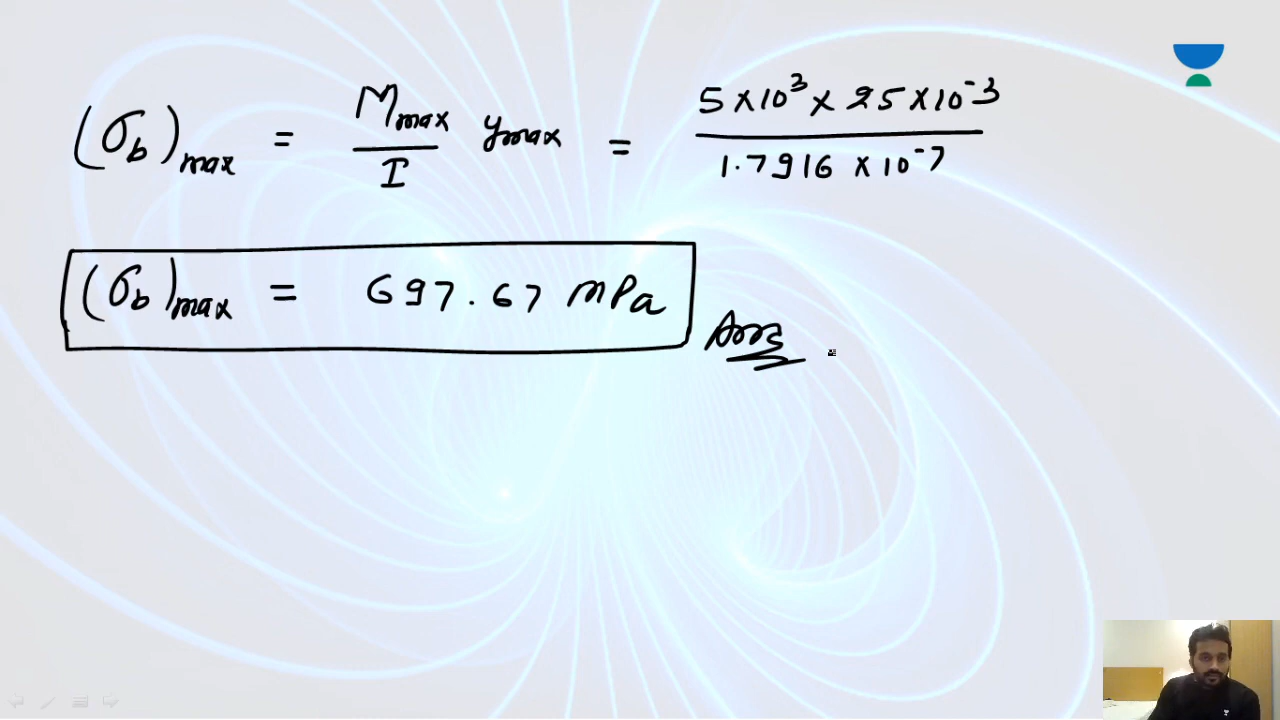 (σb)max = Mmax/I ymax = 5×10³ × 25×10⁻³/1.7916 × 10⁻⁷
(σb)max = 697.67 MPa Ans